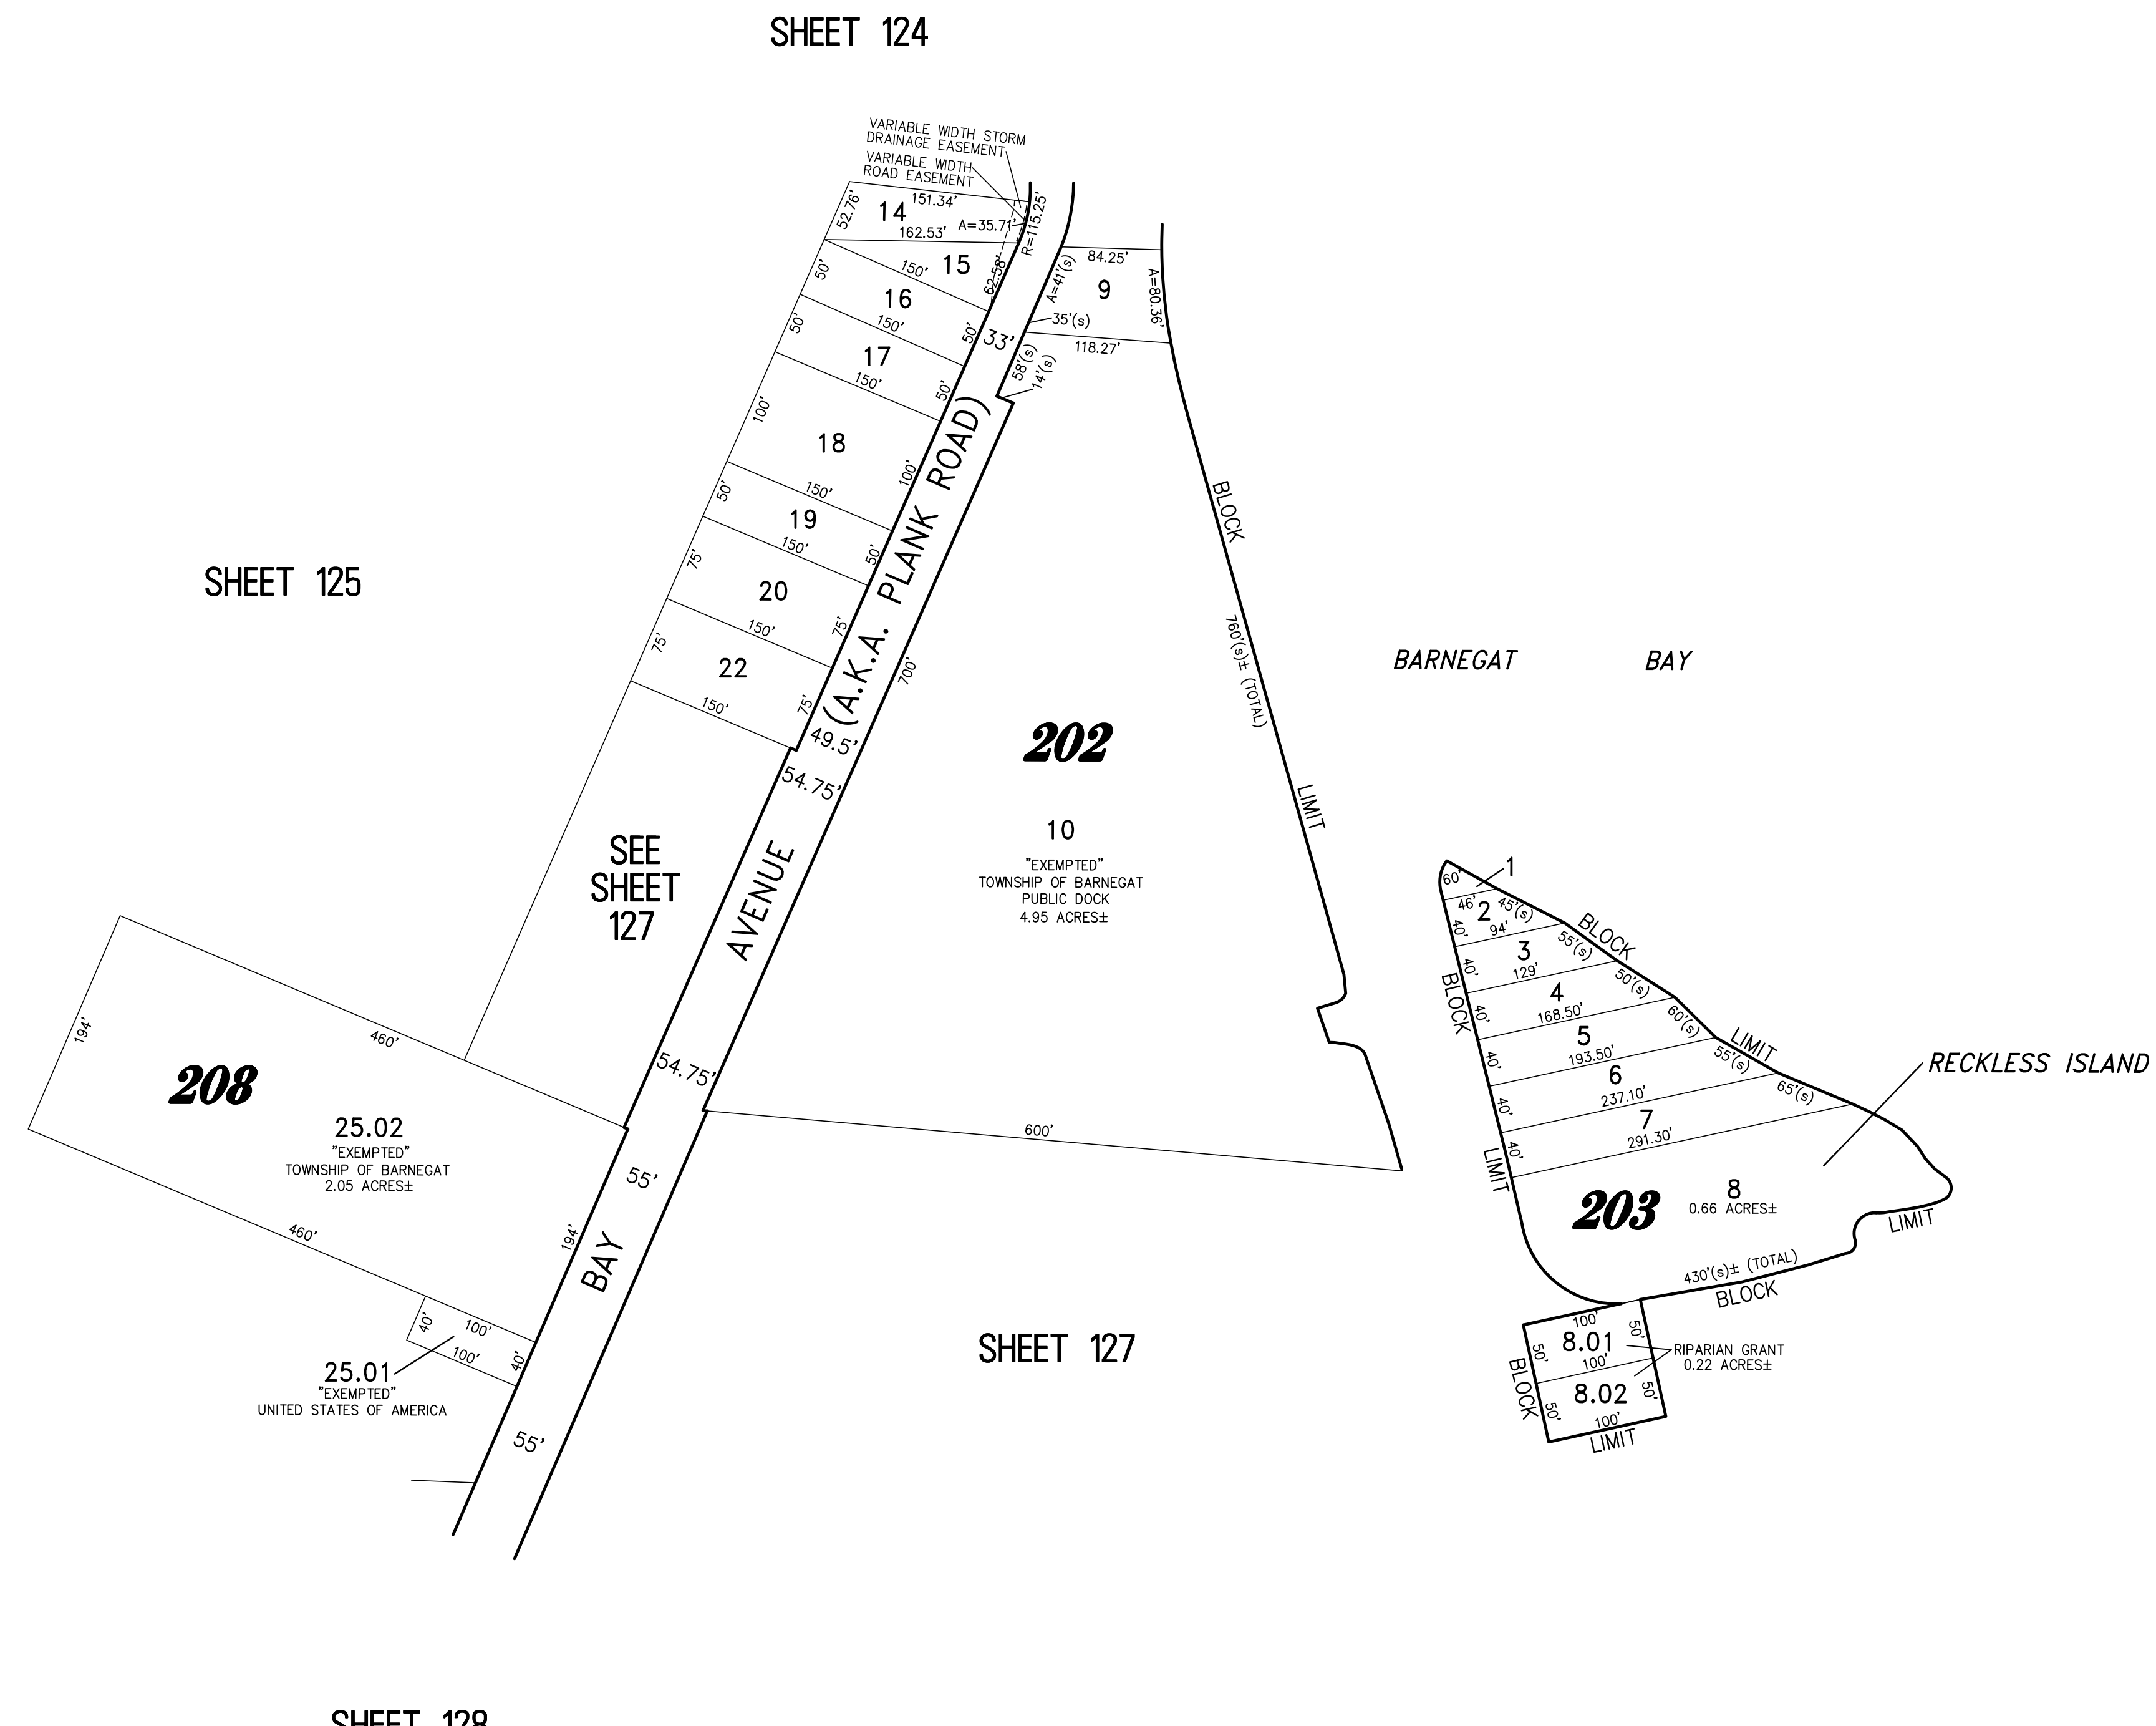 SHEET 124
VARIABLE WIDTH STORM
DRAINAGE EASEMENT
VARIABLE WIDTH
ROAD EASEMENT
52.76'
14
151.34'
A=35.71'
R=115.25'
162.53'
15
150'
62.58'
50'
16
150'
50'
50'
17
150'
50'
100'
18
150'
100'
50'
19
150'
50'
75'
20
150'
75'
75'
22
150'
75'
84.25'
A=41'(s)
9
A=80.36'
35'(s)
33'
118.27'
58'(s)
14'(s)
BAY AVENUE (A.K.A. PLANK ROAD)
49.5'
54.75'
700'
54.75'
55'
55'
BLOCK
760'(s)± (TOTAL)
LIMIT
202
10
"EXEMPTED"
TOWNSHIP OF BARNEGAT
PUBLIC DOCK
4.95 ACRES±
600'
SHEET 125
SEE
SHEET
127
194'
460'
208
25.02
"EXEMPTED"
TOWNSHIP OF BARNEGAT
2.05 ACRES±
460'
194'
40'
100'
100'
40'
25.01
"EXEMPTED"
UNITED STATES OF AMERICA
SHEET 127
BARNEGAT BAY
1
60'
46'
45'(s)
2
40'
94'
55'(s)
BLOCK
3
40'
129'
50'(s)
BLOCK
4
40'
168.50'
60'(s)
5
40'
193.50'
55'(s)
LIMIT
6
40'
237.10'
65'(s)
7
40'
291.30'
LIMIT
RECKLESS ISLAND
203
8
0.66 ACRES±
LIMIT
430'(s)± (TOTAL)
BLOCK
100'
50'
8.01
50'
100'
RIPARIAN GRANT
0.22 ACRES±
BLOCK
50'
8.02
50'
100'
LIMIT
SHEET 128